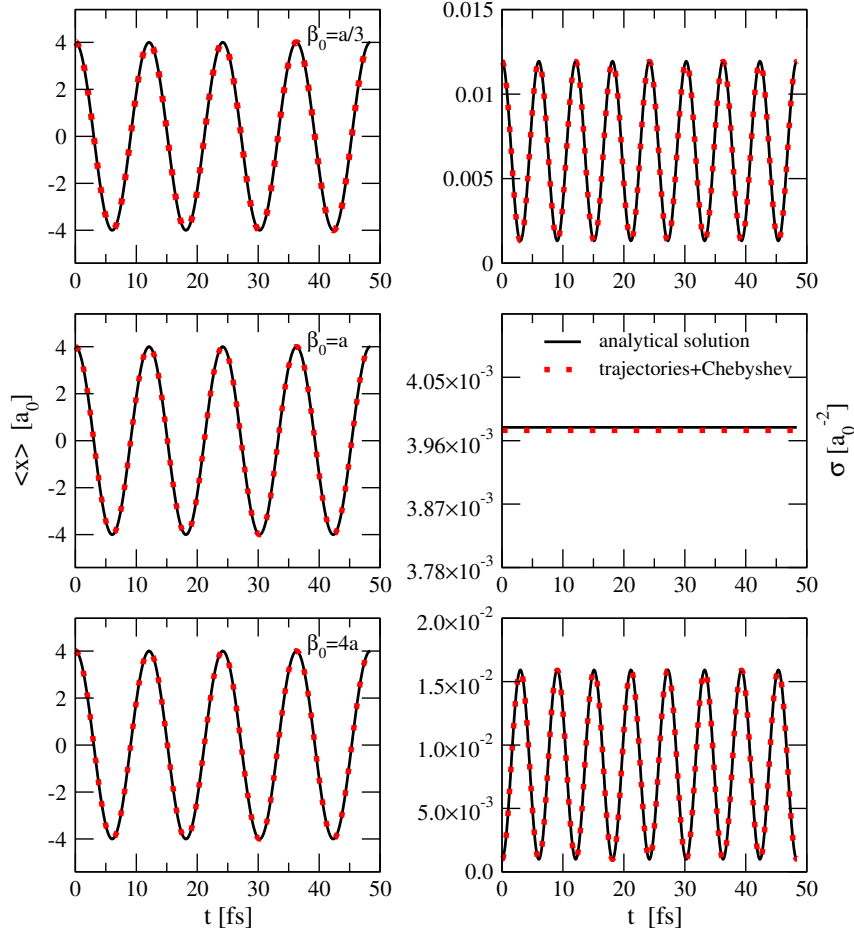 β₀=a/3
4
2
0
-2
-4
0 10 20 30 40 50
0.015
0.01
0.005
0
0 10 20 30 40 50
<x> [a₀]
β₀=a
4
2
0
-2
-4
0 10 20 30 40 50
analytical solution
trajectories+Chebyshev
4.05×10⁻³
3.96×10⁻³
3.87×10⁻³
3.78×10⁻³
0 10 20 30 40 50
σ [a₀⁻²]
β₀=4a
4
2
0
-2
-4
0 10 20 30 40 50
t [fs]
2.0×10⁻²
1.5×10⁻²
1.0×10⁻²
5.0×10⁻³
0.0
0 10 20 30 40 50
t [fs]